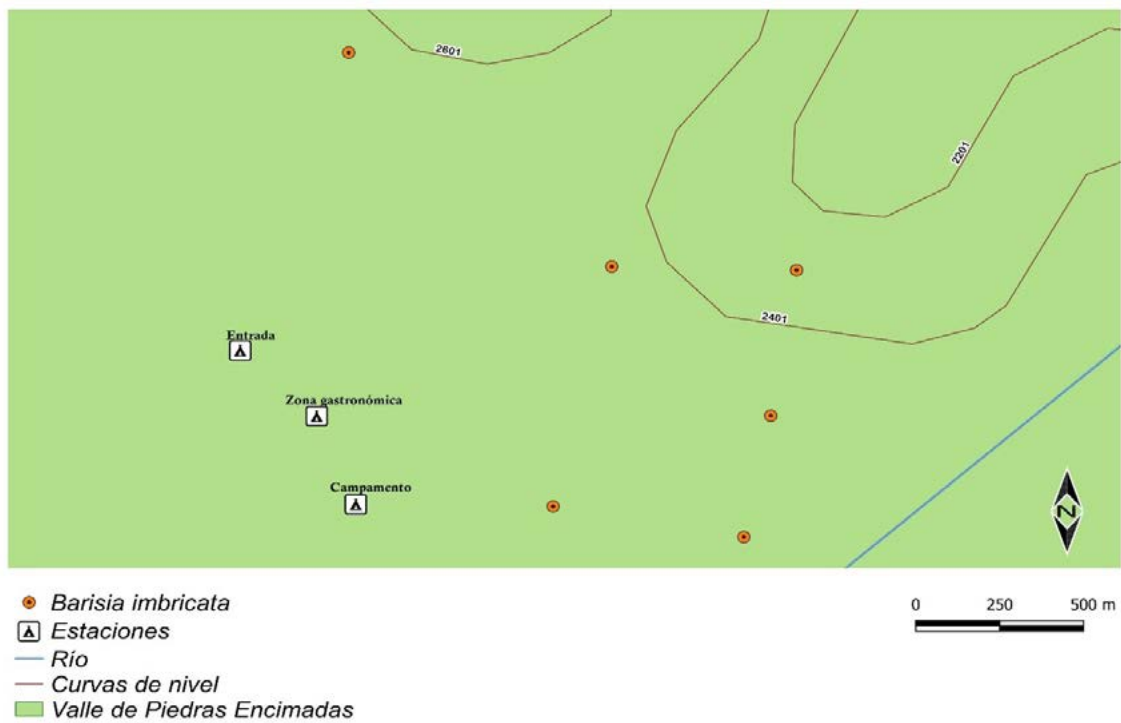 2601
2201
2401
Entrada
Zona gastronómica
Campamento
N
Barisia imbricata
Estaciones
Río
Curvas de nivel
Valle de Piedras Encimadas
0 250 500 m